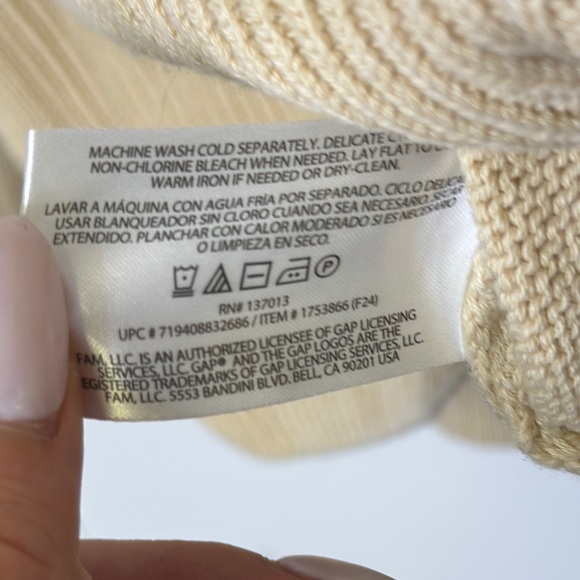 MACHINE WASH COLD SEPARATELY. DELICATE
NON-CHLORINE BLEACH WHEN NEEDED. LAY FLAT TO
WARM IRON IF NEEDED OR DRY-CLEAN.
LAVAR A MÁQUINA CON AGUA FRÍA POR SEPARADO. CICLO DELICA
USAR BLANQUEADOR SIN CLORO CUANDO SEA NECESARIO. SECAR
EXTENDIDO. PLANCHAR CON CALOR MODERADO SI ES NECESARIO
O LIMPIEZA EN SECO.
P
RN# 137013
UPC # 719408832686 / ITEM # 1753866 (F24)
FAM, LLC. IS AN AUTHORIZED LICENSEE OF GAP LICENSING
SERVICES, LLC. GAP® AND THE GAP LOGOS ARE THE
EGISTERED TRADEMARKS OF GAP LICENSING SERVICES, LLC.
FAM, LLC. 5553 BANDINI BLVD. BELL, CA 90201 USA